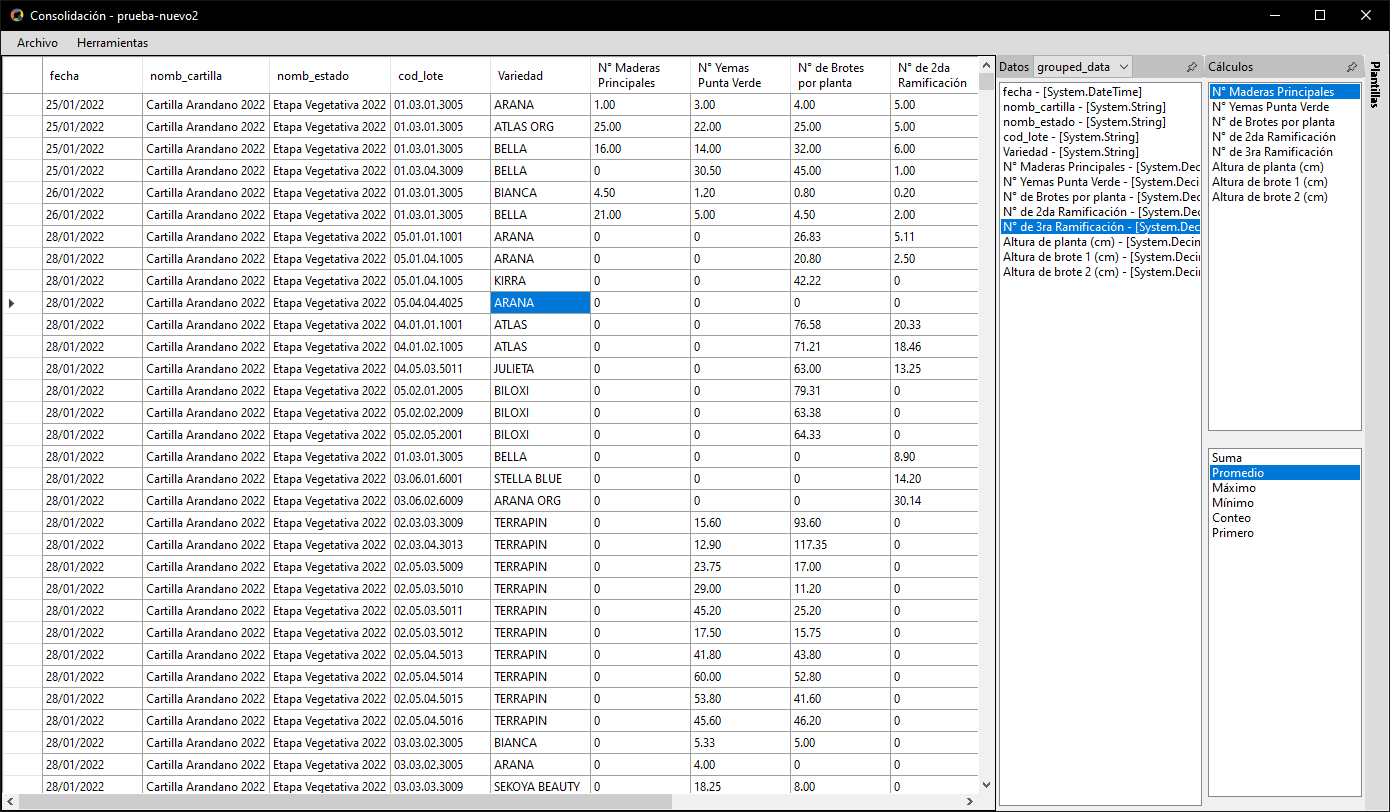 Consolidación - prueba-nuevo2
Archivo Herramientas
fecha nomb_cartilla nomb_estado cod_lote Variedad N° Maderas Principales N° Yemas Punta Verde N° de Brotes por planta N° de 2da Ramificación
25/01/2022 Cartilla Arandano 2022 Etapa Vegetativa 2022 01.03.01.3005 ARANA 1.00 3.00 4.00 5.00
25/01/2022 Cartilla Arandano 2022 Etapa Vegetativa 2022 01.03.01.3005 ATLAS ORG 25.00 22.00 25.00 5.00
25/01/2022 Cartilla Arandano 2022 Etapa Vegetativa 2022 01.03.01.3005 BELLA 16.00 14.00 32.00 6.00
25/01/2022 Cartilla Arandano 2022 Etapa Vegetativa 2022 01.03.04.3009 BELLA 0 30.50 45.00 1.00
26/01/2022 Cartilla Arandano 2022 Etapa Vegetativa 2022 01.03.01.3005 BIANCA 4.50 1.20 0.80 0.20
26/01/2022 Cartilla Arandano 2022 Etapa Vegetativa 2022 01.03.01.3005 BELLA 21.00 5.00 4.50 2.00
28/01/2022 Cartilla Arandano 2022 Etapa Vegetativa 2022 05.01.01.1001 ARANA 0 0 26.83 5.11
28/01/2022 Cartilla Arandano 2022 Etapa Vegetativa 2022 05.01.04.1005 ARANA 0 0 20.80 2.50
28/01/2022 Cartilla Arandano 2022 Etapa Vegetativa 2022 05.01.04.1005 KIRRA 0 0 42.22 0
28/01/2022 Cartilla Arandano 2022 Etapa Vegetativa 2022 05.04.04.4025 ARANA 0 0 0 0
28/01/2022 Cartilla Arandano 2022 Etapa Vegetativa 2022 04.01.01.1001 ATLAS 0 0 76.58 20.33
28/01/2022 Cartilla Arandano 2022 Etapa Vegetativa 2022 04.01.02.1005 ATLAS 0 0 71.21 18.46
28/01/2022 Cartilla Arandano 2022 Etapa Vegetativa 2022 04.05.03.5011 JULIETA 0 0 63.00 13.25
28/01/2022 Cartilla Arandano 2022 Etapa Vegetativa 2022 05.02.01.2005 BILOXI 0 0 79.31 0
28/01/2022 Cartilla Arandano 2022 Etapa Vegetativa 2022 05.02.02.2009 BILOXI 0 0 63.38 0
28/01/2022 Cartilla Arandano 2022 Etapa Vegetativa 2022 05.02.05.2001 BILOXI 0 0 64.33 0
28/01/2022 Cartilla Arandano 2022 Etapa Vegetativa 2022 01.03.01.3005 BELLA 0 0 0 8.90
28/01/2022 Cartilla Arandano 2022 Etapa Vegetativa 2022 03.06.01.6001 STELLA BLUE 0 0 0 14.20
28/01/2022 Cartilla Arandano 2022 Etapa Vegetativa 2022 03.06.02.6009 ARANA ORG 0 0 0 30.14
28/01/2022 Cartilla Arandano 2022 Etapa Vegetativa 2022 02.03.03.3009 TERRAPIN 0 15.60 93.60 0
28/01/2022 Cartilla Arandano 2022 Etapa Vegetativa 2022 02.03.04.3013 TERRAPIN 0 12.90 117.35 0
28/01/2022 Cartilla Arandano 2022 Etapa Vegetativa 2022 02.05.03.5009 TERRAPIN 0 23.75 17.00 0
28/01/2022 Cartilla Arandano 2022 Etapa Vegetativa 2022 02.05.03.5010 TERRAPIN 0 29.00 11.20 0
28/01/2022 Cartilla Arandano 2022 Etapa Vegetativa 2022 02.05.03.5011 TERRAPIN 0 45.20 25.20 0
28/01/2022 Cartilla Arandano 2022 Etapa Vegetativa 2022 02.05.03.5012 TERRAPIN 0 17.50 15.75 0
28/01/2022 Cartilla Arandano 2022 Etapa Vegetativa 2022 02.05.04.5013 TERRAPIN 0 41.80 43.80 0
28/01/2022 Cartilla Arandano 2022 Etapa Vegetativa 2022 02.05.04.5014 TERRAPIN 0 60.00 52.80 0
28/01/2022 Cartilla Arandano 2022 Etapa Vegetativa 2022 02.05.04.5015 TERRAPIN 0 53.80 41.60 0
28/01/2022 Cartilla Arandano 2022 Etapa Vegetativa 2022 02.05.04.5016 TERRAPIN 0 45.60 46.20 0
28/01/2022 Cartilla Arandano 2022 Etapa Vegetativa 2022 03.03.02.3005 BIANCA 0 5.33 5.00 0
28/01/2022 Cartilla Arandano 2022 Etapa Vegetativa 2022 03.03.02.3005 ARANA 0 4.00 0 0
28/01/2022 Cartilla Arandano 2022 Etapa Vegetativa 2022 03.03.03.3009 SEKOYA BEAUTY 0 18.25 8.00 0
Datos grouped_data
fecha - [System.DateTime]
nomb_cartilla - [System.String]
nomb_estado - [System.String]
cod_lote - [System.String]
Variedad - [System.String]
N° Maderas Principales - [System.Deci
N° Yemas Punta Verde - [System.Deci
N° de Brotes por planta - [System.Dec
N° de 2da Ramificación - [System.Dec
N° de 3ra Ramificación - [System.Dec
Altura de planta (cm) - [System.Decin
Altura de brote 1 (cm) - [System.Deci
Altura de brote 2 (cm) - [System.Deci
Cálculos
N° Maderas Principales
N° Yemas Punta Verde
N° de Brotes por planta
N° de 2da Ramificación
N° de 3ra Ramificación
Altura de planta (cm)
Altura de brote 1 (cm)
Altura de brote 2 (cm)
Suma
Promedio
Máximo
Mínimo
Conteo
Primero
Plantillas